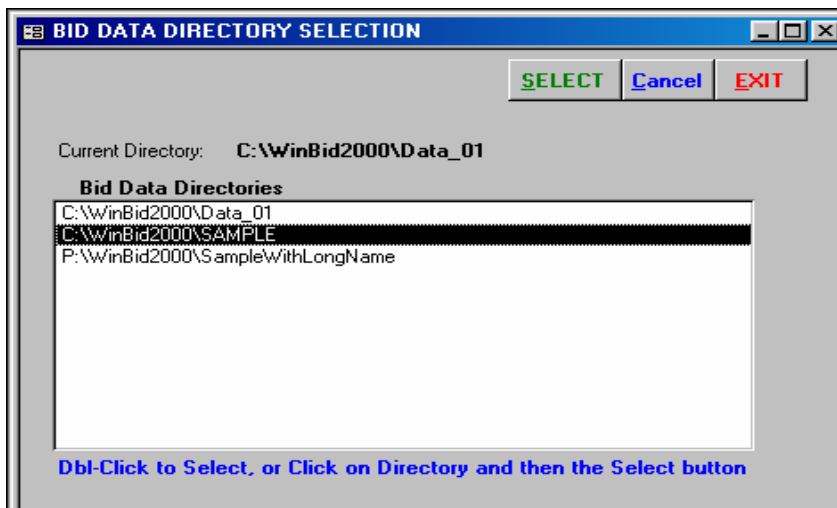 BID DATA DIRECTORY SELECTION
SELECT Cancel EXIT
Current Directory: C:\WinBid2000\Data_01
Bid Data Directories
C:\WinBid2000\Data_01
C:\WinBid2000\SAMPLE
P:\WinBid2000\SampleWithLongName
Dbl-Click to Select, or Click on Directory and then the Select button